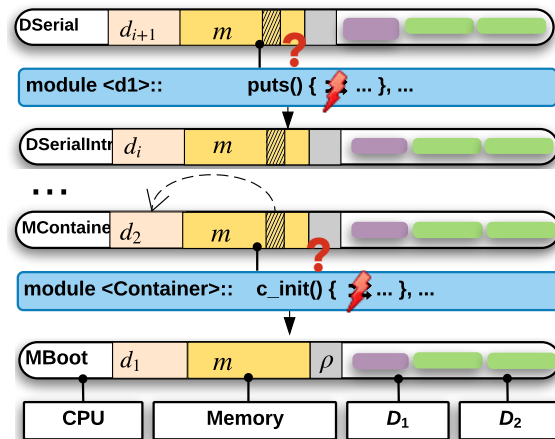 DSerial d_{i+1} m
?
module <d1>:: puts() { ... }, ...
DSerialIntr d_i m
...
MContaine d_2 m
?
module <Container>:: c_init() { ... }, ...
MBoot d_1 m ρ
CPU Memory D_1 D_2